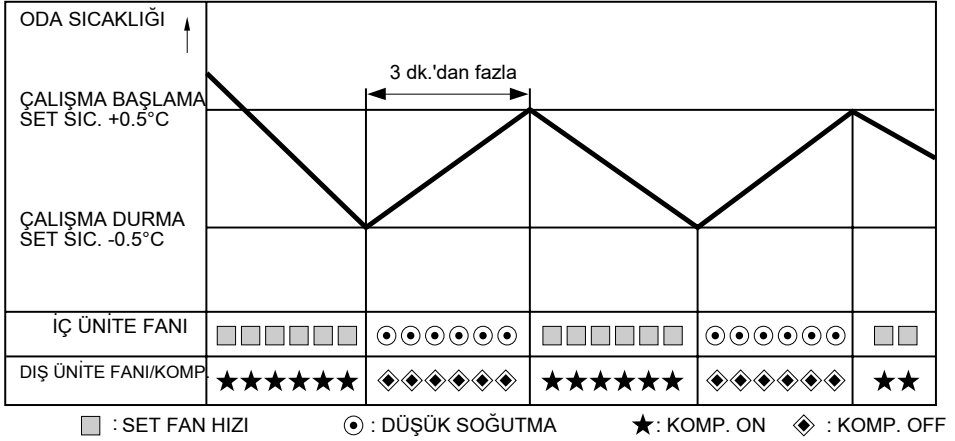 ODA SICAKLIĞI
3 dk.'dan fazla
ÇALIŞMA BAŞLAMA
SET SIC. +0.5°C
ÇALIŞMA DURMA
SET SIC. -0.5°C
İÇ ÜNİTE FANI
DIŞ ÜNİTE FANI/KOMP.
: SET FAN HIZI
: DÜŞÜK SOĞUTMA
: KOMP. ON
: KOMP. OFF